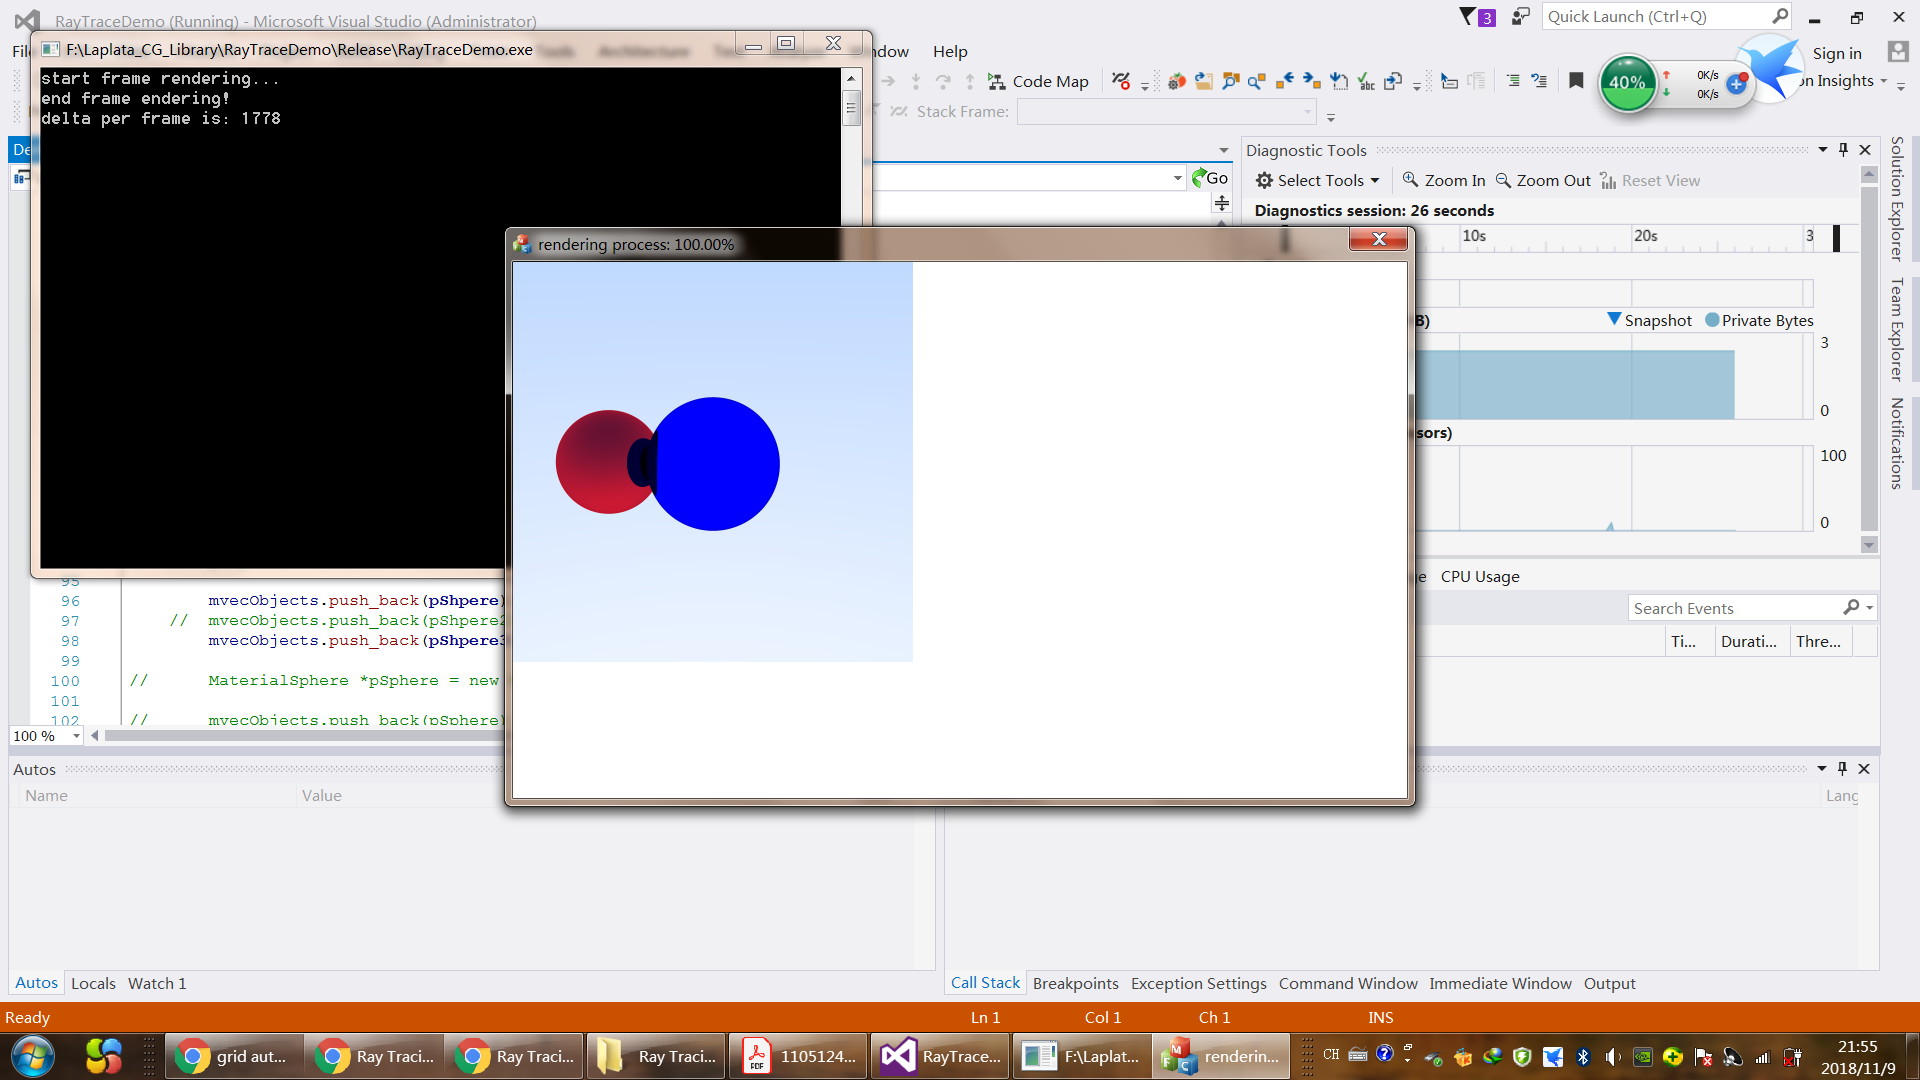 RayTraceDemo (Running) - Microsoft Visual Studio (Administrator)
3
Quick Launch (Ctrl+Q)
F:\Laplata_CG_Library\RayTraceDemo\Release\RayTraceDemo.exe
Help
Sign in
start frame rendering...
end frame endering!
delta per frame is: 1778
Code Map
40%
0K/s
0K/s
Stack Frame:
Go
Diagnostic Tools
Select Tools
Zoom In
Zoom Out
Reset View
Diagnostics session: 26 seconds
10s
20s
3
rendering process: 100.00%
Snapshot
Private Bytes
3
0
100
0
Solution Explorer
Team Explorer
Notifications
CPU Usage
Search Events
Ti...
Durati...
Thre...
95
96 mvecObjects.push_back(pShpere)
97 // mvecObjects.push_back(pShpere2
98 mvecObjects.push_back(pShpere3
99
100 // MaterialSphere *pSphere = new
101
102 // mvecObjects.push_back(pSphere)
100 %
Autos
Name
Value
Lang
Autos
Locals
Watch 1
Call Stack
Breakpoints
Exception Settings
Command Window
Immediate Window
Output
Ready
Ln 1
Col 1
Ch 1
INS
grid aut...
Ray Traci...
Ray Traci...
Ray Traci...
1105124...
RayTrace...
F:\Laplat...
renderin...
CH
21:55
2018/11/9